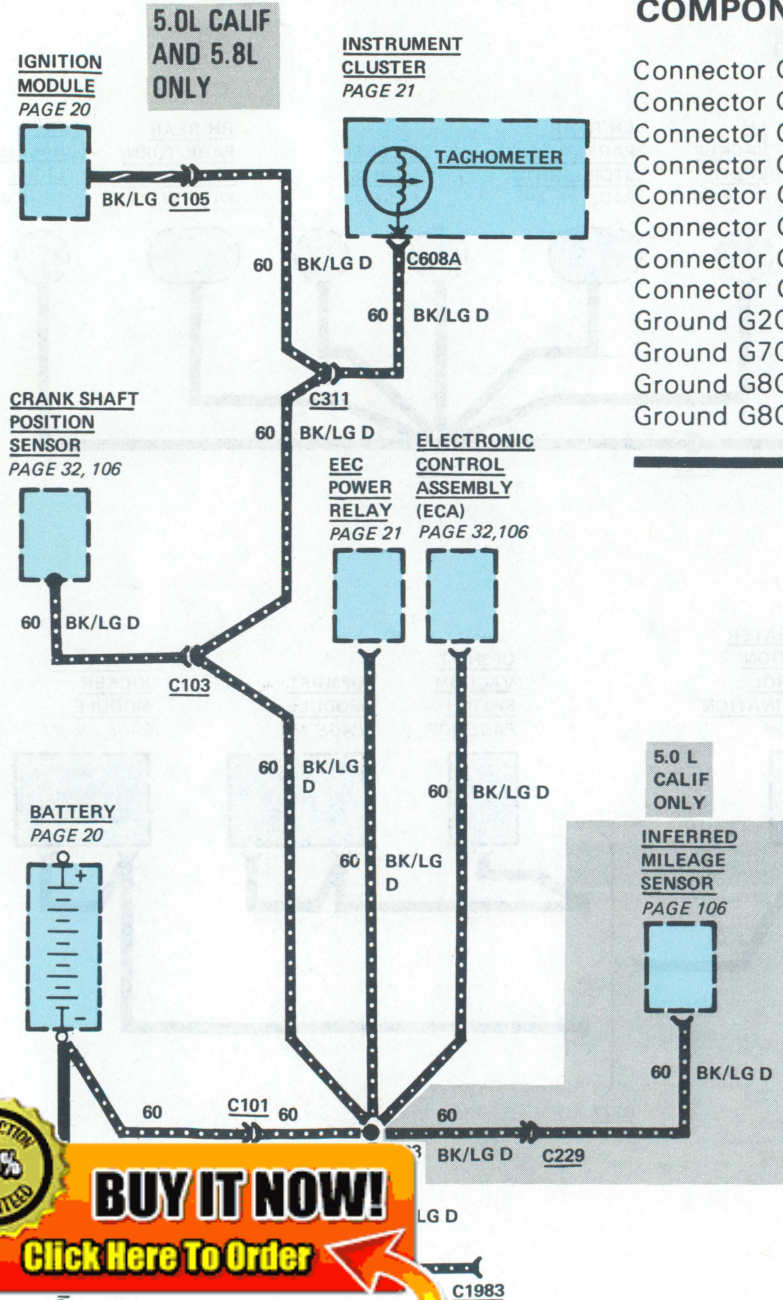 5.0L CALIF
AND 5.8L
ONLY
IGNITION
MODULE
PAGE 20
INSTRUMENT
CLUSTER
PAGE 21
COMPON
Connector C
Connector C
Connector C
Connector C
Connector C
Connector C
Connector C
Connector C
Ground G20
Ground G70
Ground G80
Ground G80
TACHOMETER
BK/LG C105
60 BK/LG D
C608A
60 BK/LG D
C311
60 BK/LG D
CRANK SHAFT
POSITION
SENSOR
PAGE 32, 106
EEC
POWER
RELAY
PAGE 21
ELECTRONIC
CONTROL
ASSEMBLY
(ECA)
PAGE 32,106
60 BK/LG D
C103
60 BK/LG
D
60 BK/LG D
60 BK/LG
D
BATTERY
PAGE 20
+
-
5.0 L
CALIF
ONLY
INFERRED
MILEAGE
SENSOR
PAGE 106
60 BK/LG D
60 C101 60
60
BK/LG D C229
BUY IT NOW!
Click Here To Order
LG D
C1983